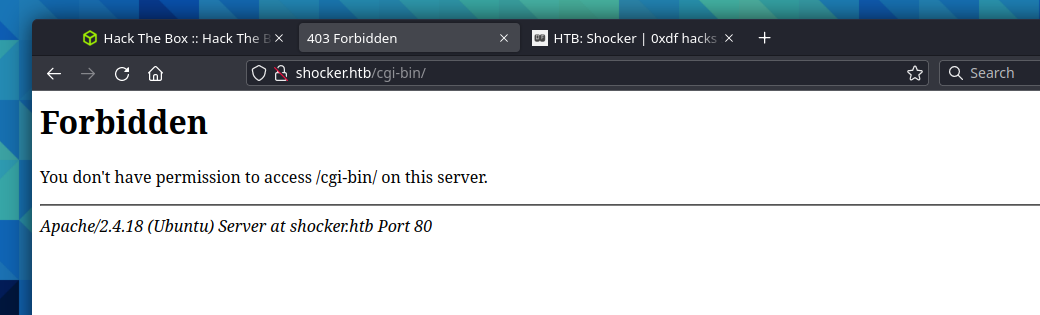 Hack The Box :: Hack The B
403 Forbidden
HTB: Shocker | 0xdf hacks
shocker.htb/cgi-bin/
Search
Forbidden
You don't have permission to access /cgi-bin/ on this server.
Apache/2.4.18 (Ubuntu) Server at shocker.htb Port 80